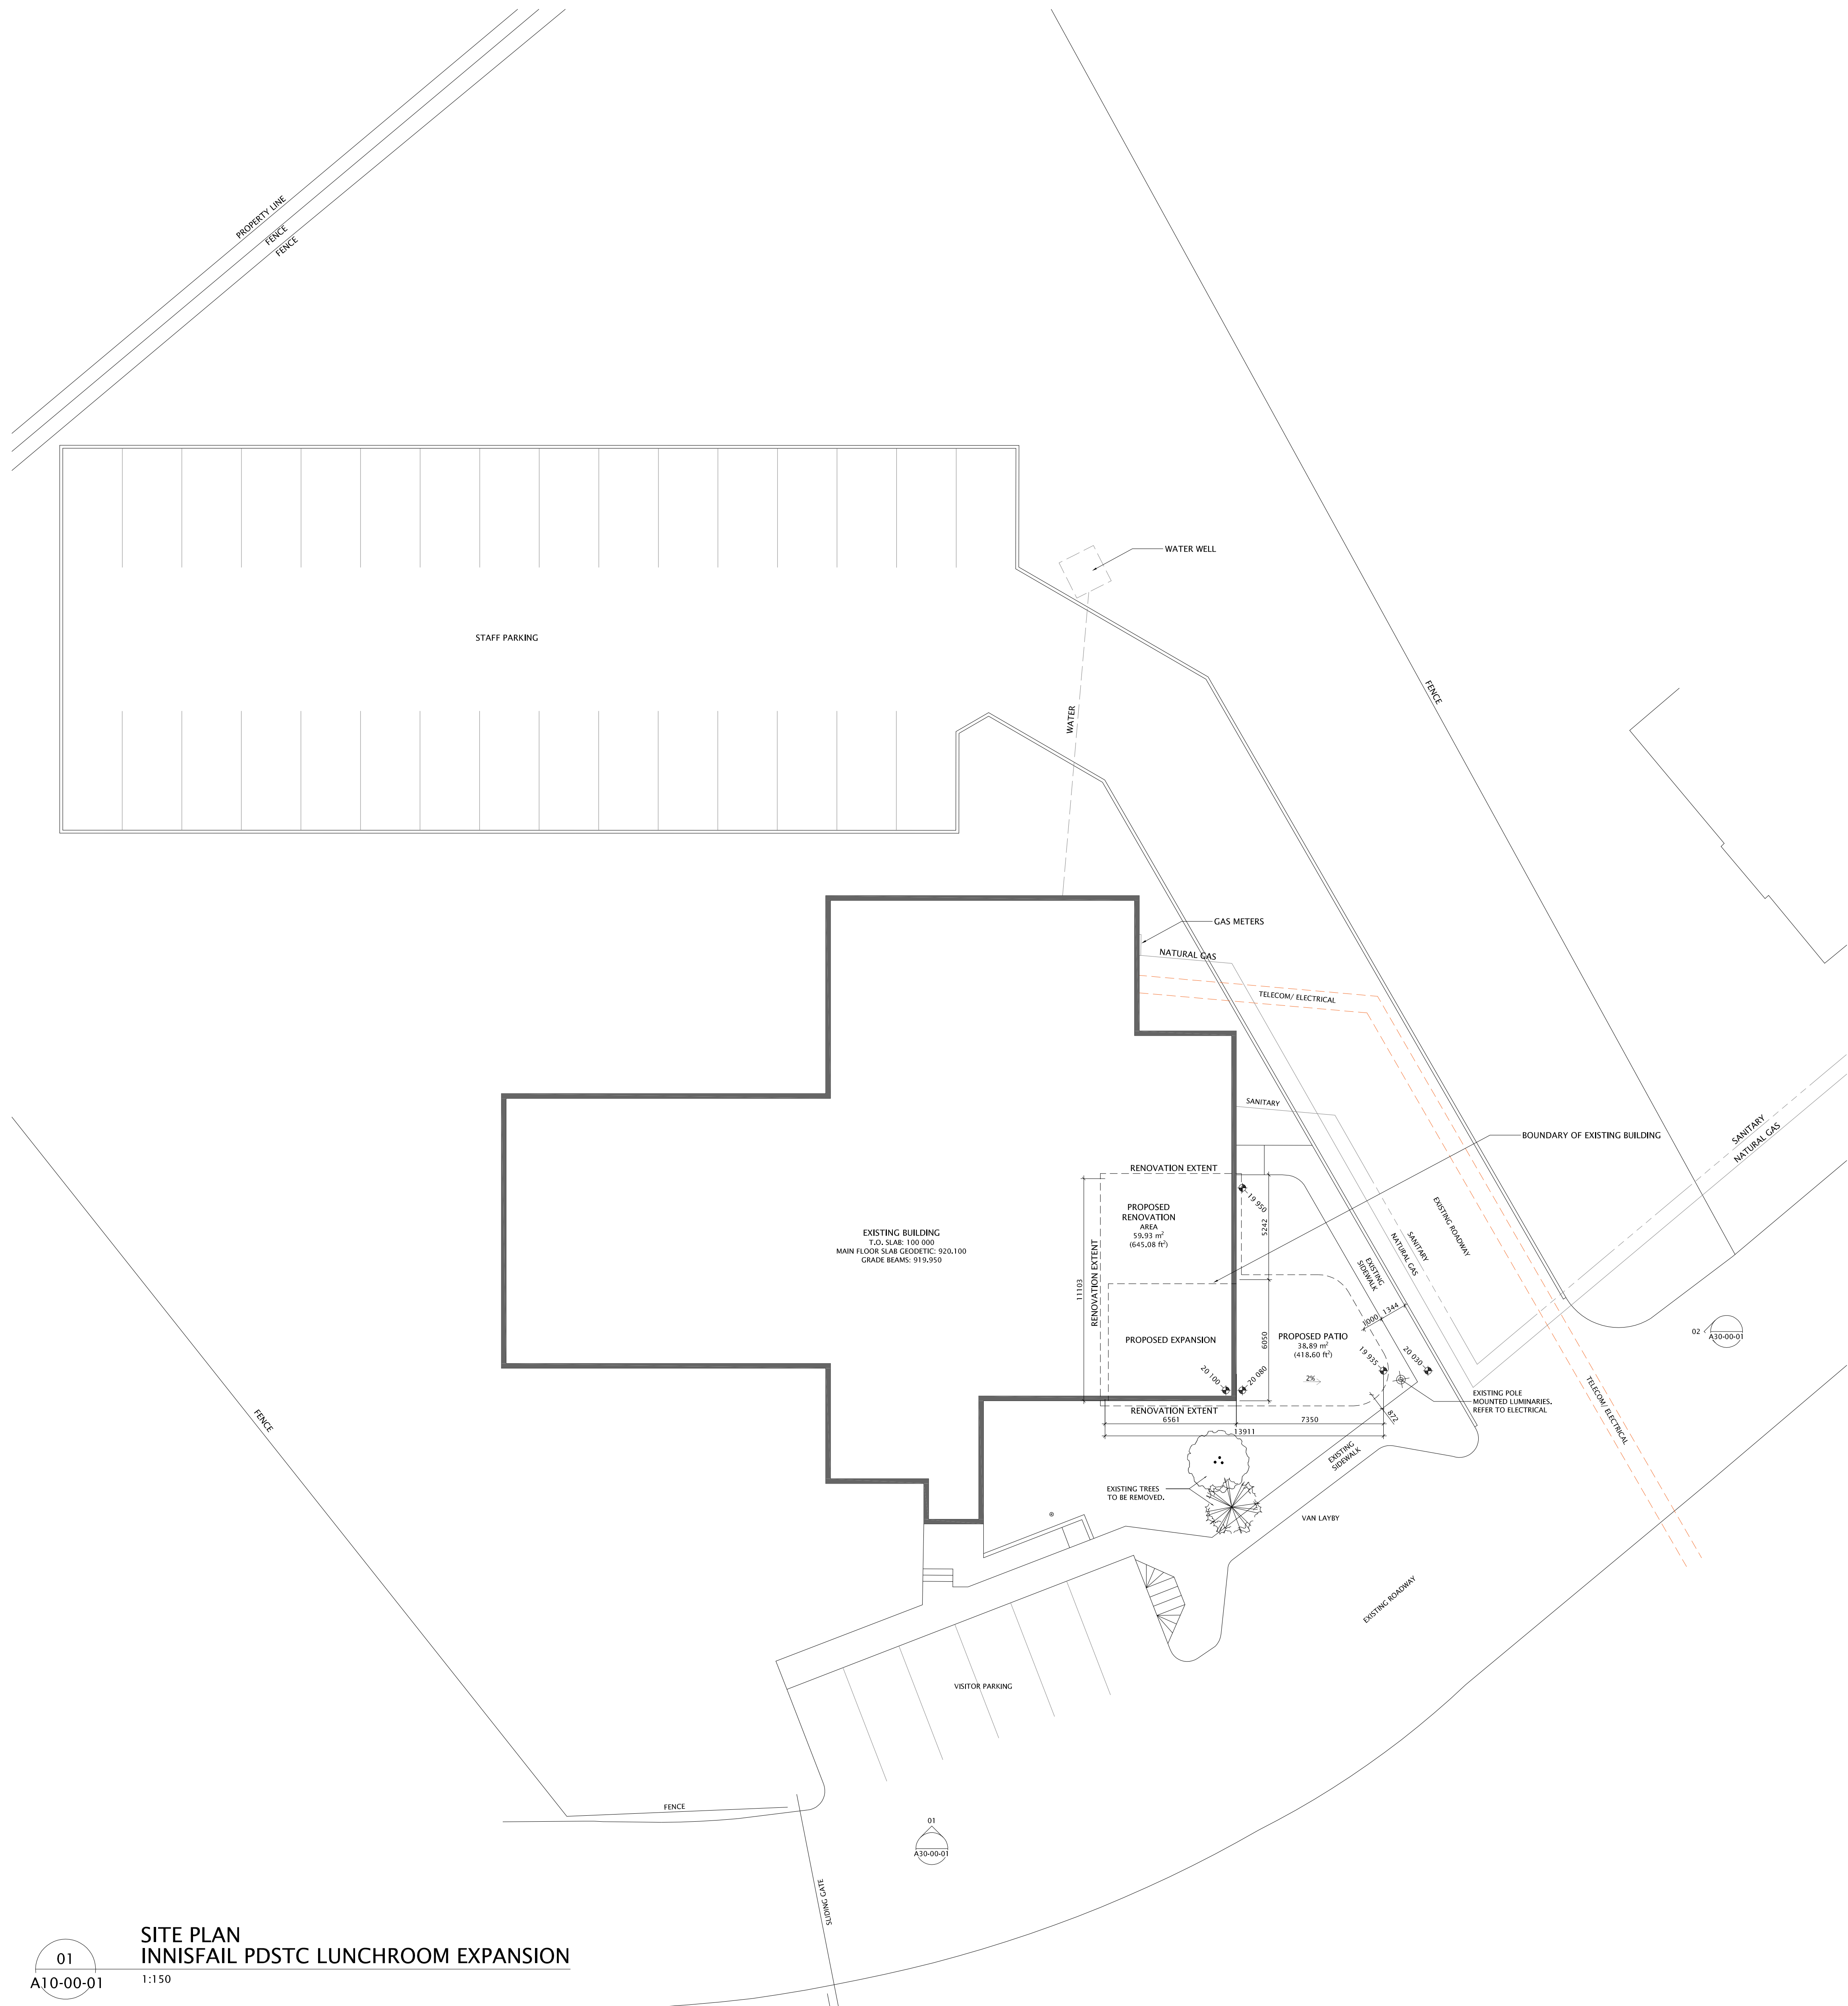 PROPERTY LINE
FENCE
FENCE
WATER WELL
STAFF PARKING
FENCE
WATER
GAS METERS
NATURAL GAS
TELECOM/ ELECTRICAL
SANITARY
SANITARY
NATURAL GAS
BOUNDARY OF EXISTING BUILDING
RENOVATION EXTENT
PROPOSED
RENOVATION
AREA
59.93 m²
(645.08 ft²)
19 950
5242
EXISTING ROADWAY
SANITARY
NATURAL GAS
EXISTING BUILDING
T.O. SLAB: 100 000
MAIN FLOOR SLAB GEODETIC: 920.100
GRADE BEAMS: 919.950
11103
RENOVATION EXTENT
EXISTING
SIDEWALK
1000
1344
PROPOSED EXPANSION
6050
PROPOSED PATIO
38.89 m²
(418.60 ft²)
2%
19 935
20 030
20 100
20 080
02
A30-00-01
EXISTING POLE
MOUNTED LUMINARIES.
REFER TO ELECTRICAL
TELECOM/ ELECTRICAL
RENOVATION EXTENT
6561
7350
872
13911
FENCE
EXISTING
SIDEWALK
EXISTING TREES
TO BE REMOVED.
VAN LAYBY
EXISTING ROADWAY
VISITOR PARKING
FENCE
01
A30-00-01
SLIDING GATE
01
A10-00-01
SITE PLAN
INNISFAIL PDSTC LUNCHROOM EXPANSION
1:150